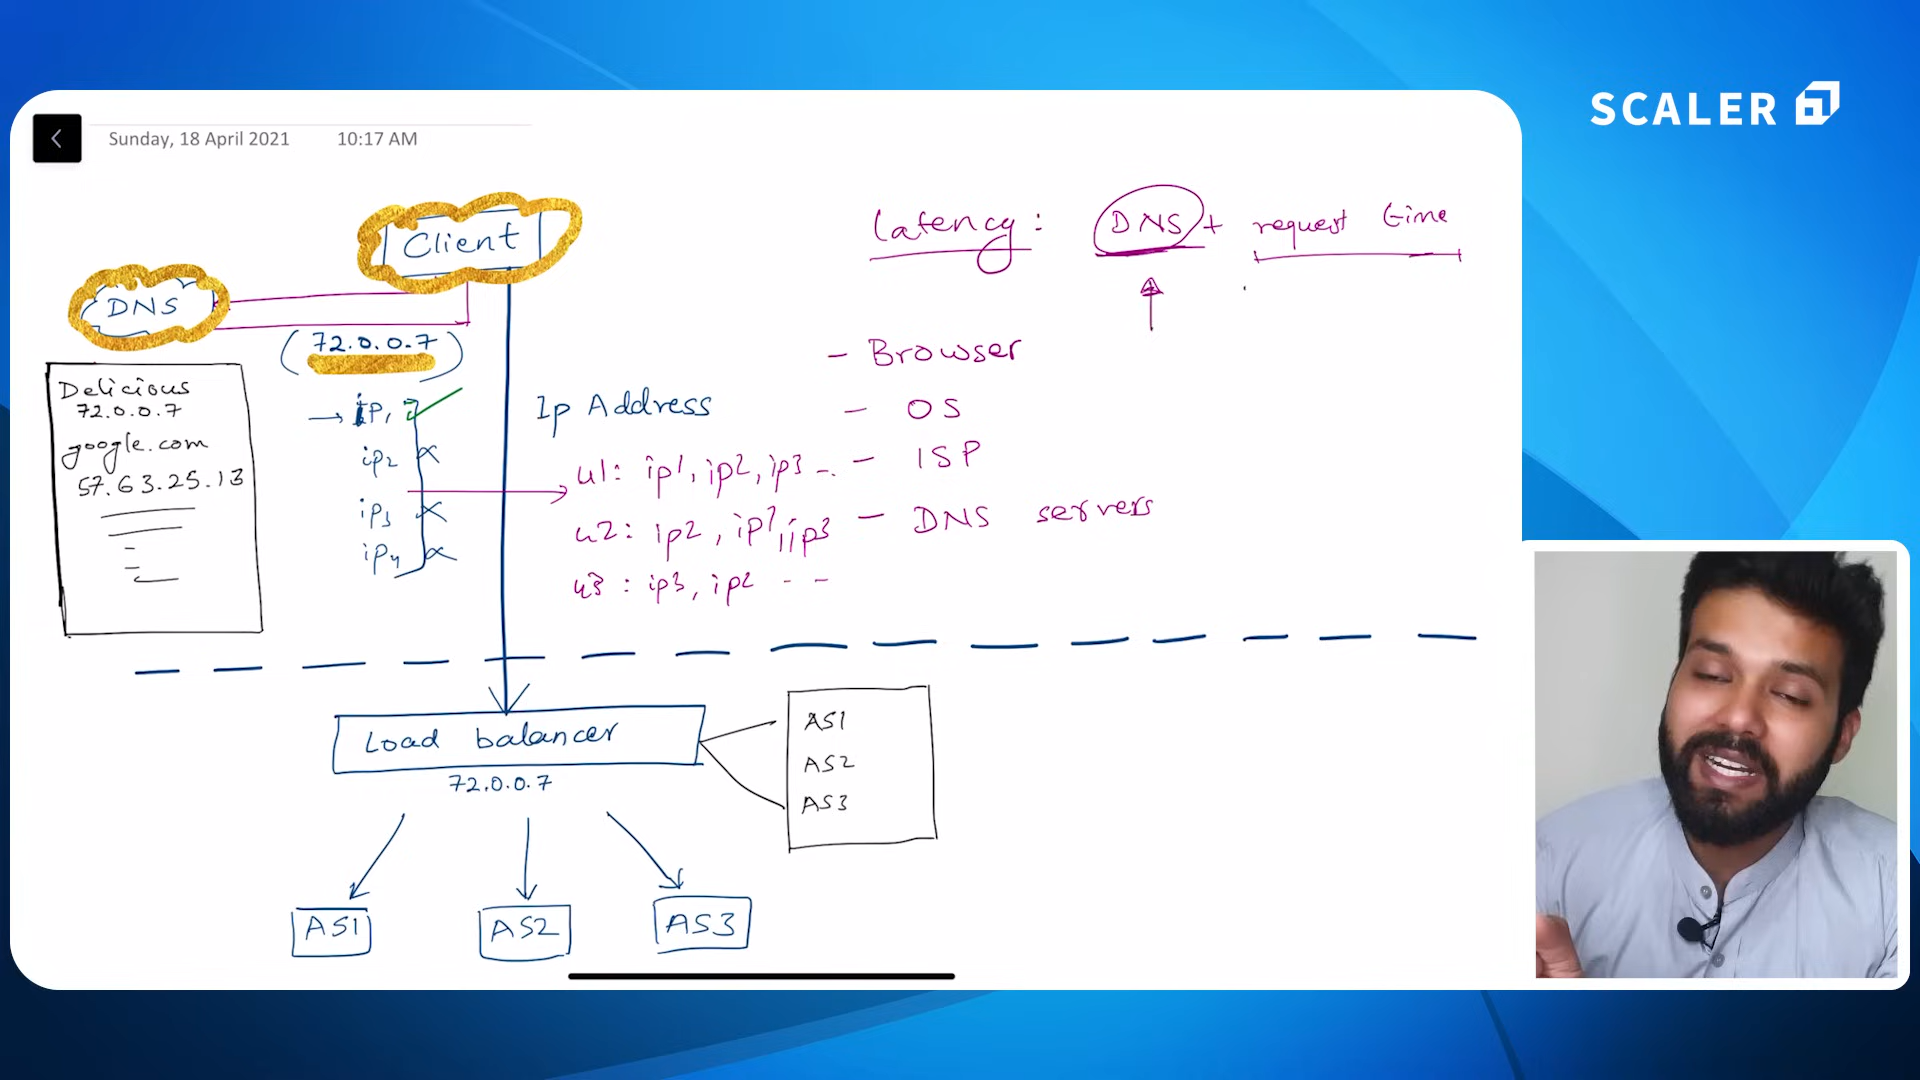 SCALER
Sunday, 18 April 2021 10:17 AM
Client
Latency: DNS + request time
DNS
(72.0.0.7)
Browser
Delicious
72.0.0.7
google.com
57.63.25.13
ip1
ip2
ip3
ip4
Ip Address
- OS
u1: ip1, ip2, ip3 -- - ISP
u2: ip2, ip1, ip3 - DNS servers
u3: ip3, ip2 - -
Load balancer
72.0.0.7
AS1
AS2
AS3
AS1 AS2 AS3